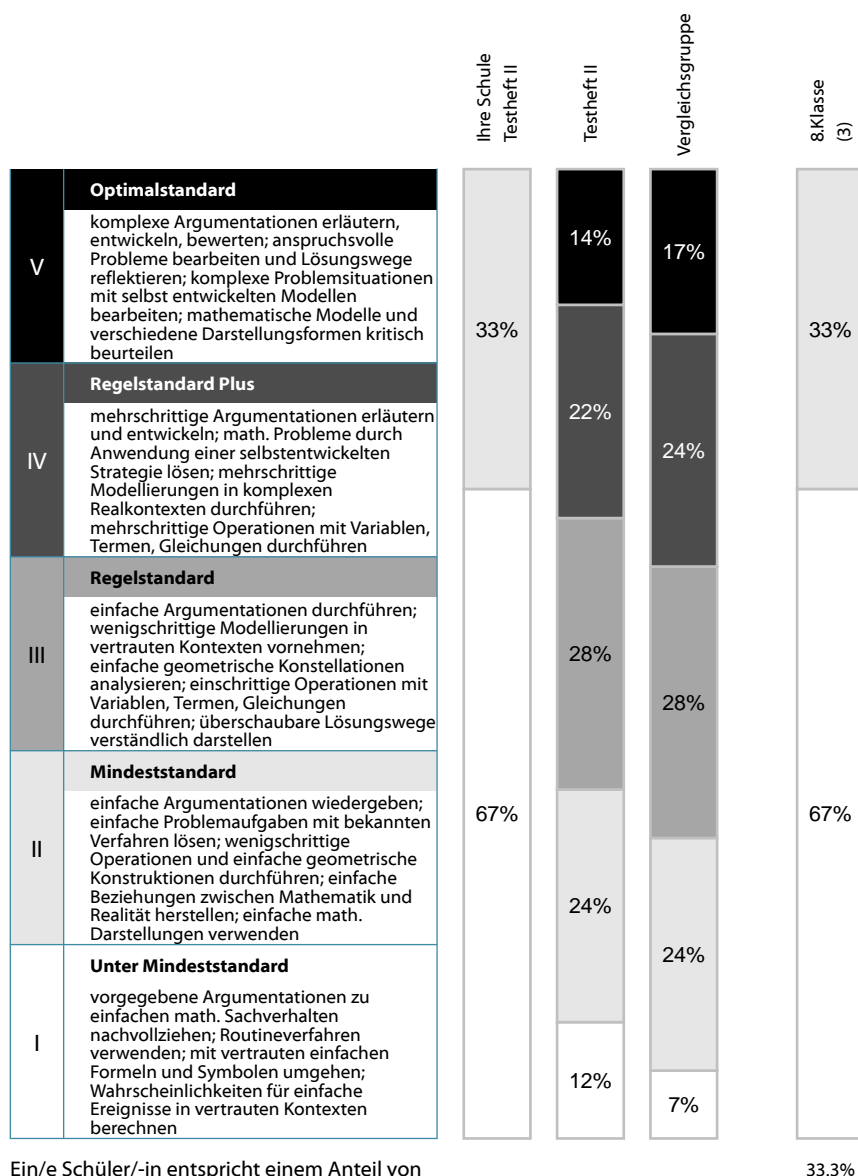 Ihre Schule
Testheft II
Testheft II
Vergleichsgruppe
8.Klasse
(3)
V
Optimalstandard
komplexe Argumentationen erläutern,
entwickeln, bewerten; anspruchsvolle
Probleme bearbeiten und Lösungswege
reflektieren; komplexe Problemsituationen
mit selbst entwickelten Modellen
bearbeiten; mathematische Modelle und
verschiedene Darstellungsformen kritisch
beurteilen
IV
Regelstandard Plus
mehrschrittige Argumentationen erläutern
und entwickeln; math. Probleme durch
Anwendung einer selbstentwickelten
Strategie lösen; mehrschrittige
Modellierungen in komplexen
Realkontexten durchführen;
mehrschrittige Operationen mit Variablen,
Termen, Gleichungen durchführen
III
Regelstandard
einfache Argumentationen durchführen;
wenigschrittige Modellierungen in
vertrauten Kontexten vornehmen;
einfache geometrische Konstellationen
analysieren; einschrittige Operationen mit
Variablen, Termen, Gleichungen
durchführen; überschaubare Lösungswege
verständlich darstellen
II
Mindeststandard
einfache Argumentationen wiedergeben;
einfache Problemaufgaben mit bekannten
Verfahren lösen; wenigschrittige
Operationen und einfache geometrische
Konstruktionen durchführen; einfache
Beziehungen zwischen Mathematik und
Realität herstellen; einfache math.
Darstellungen verwenden
I
Unter Mindeststandard
vorgegebene Argumentationen zu
einfachen math. Sachverhalten
nachvollziehen; Routineverfahren
verwenden; mit vertrauten einfachen
Formeln und Symbolen umgehen;
Wahrscheinlichkeiten für einfache
Ereignisse in vertrauten Kontexten
berechnen
33%
67%
14%
22%
28%
24%
12%
17%
24%
28%
24%
7%
33%
67%
Ein/e Schüler/-in entspricht einem Anteil von
33.3%